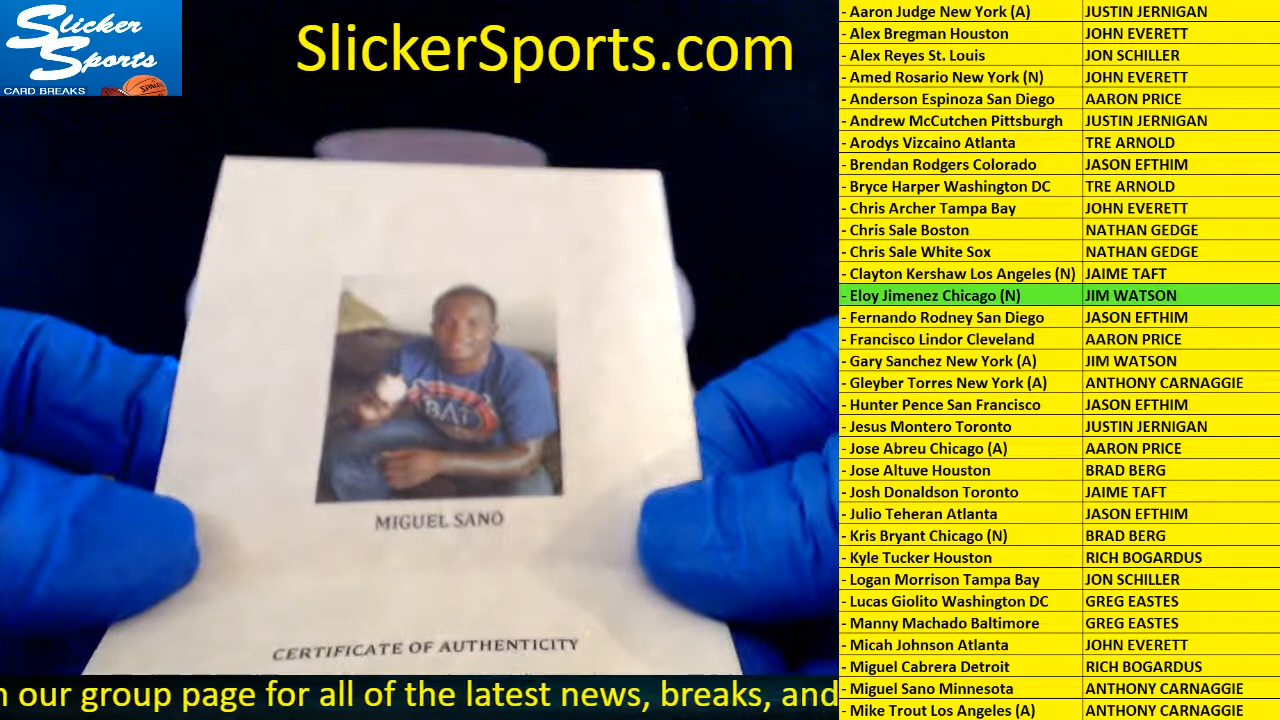 Slicker
Sports
CARD BREAKS
SPALDING
SlickerSports.com
BAT
MIGUEL SANO
CERTIFICATE OF AUTHENTICITY
n our group page for all of the latest news, breaks, and
- Aaron Judge New York (A) JUSTIN JERNIGAN
- Alex Bregman Houston JOHN EVERETT
- Alex Reyes St. Louis JON SCHILLER
- Amed Rosario New York (N) JOHN EVERETT
- Anderson Espinoza San Diego AARON PRICE
- Andrew McCutchen Pittsburgh JUSTIN JERNIGAN
- Arodys Vizcaino Atlanta TRE ARNOLD
- Brendan Rodgers Colorado JASON EFTHIM
- Bryce Harper Washington DC TRE ARNOLD
- Chris Archer Tampa Bay JOHN EVERETT
- Chris Sale Boston NATHAN GEDGE
- Chris Sale White Sox NATHAN GEDGE
- Clayton Kershaw Los Angeles (N) JAIME TAFT
- Eloy Jimenez Chicago (N) JIM WATSON
- Fernando Rodney San Diego JASON EFTHIM
- Francisco Lindor Cleveland AARON PRICE
- Gary Sanchez New York (A) JIM WATSON
- Gleyber Torres New York (A) ANTHONY CARNAGGIE
- Hunter Pence San Francisco JASON EFTHIM
- Jesus Montero Toronto JUSTIN JERNIGAN
- Jose Abreu Chicago (A) AARON PRICE
- Jose Altuve Houston BRAD BERG
- Josh Donaldson Toronto JAIME TAFT
- Julio Teheran Atlanta JASON EFTHIM
- Kris Bryant Chicago (N) BRAD BERG
- Kyle Tucker Houston RICH BOGARDUS
- Logan Morrison Tampa Bay JON SCHILLER
- Lucas Giolito Washington DC GREG EASTES
- Manny Machado Baltimore GREG EASTES
- Micah Johnson Atlanta JOHN EVERETT
- Miguel Cabrera Detroit RICH BOGARDUS
- Miguel Sano Minnesota ANTHONY CARNAGGIE
- Mike Trout Los Angeles (A) ANTHONY CARNAGGIE